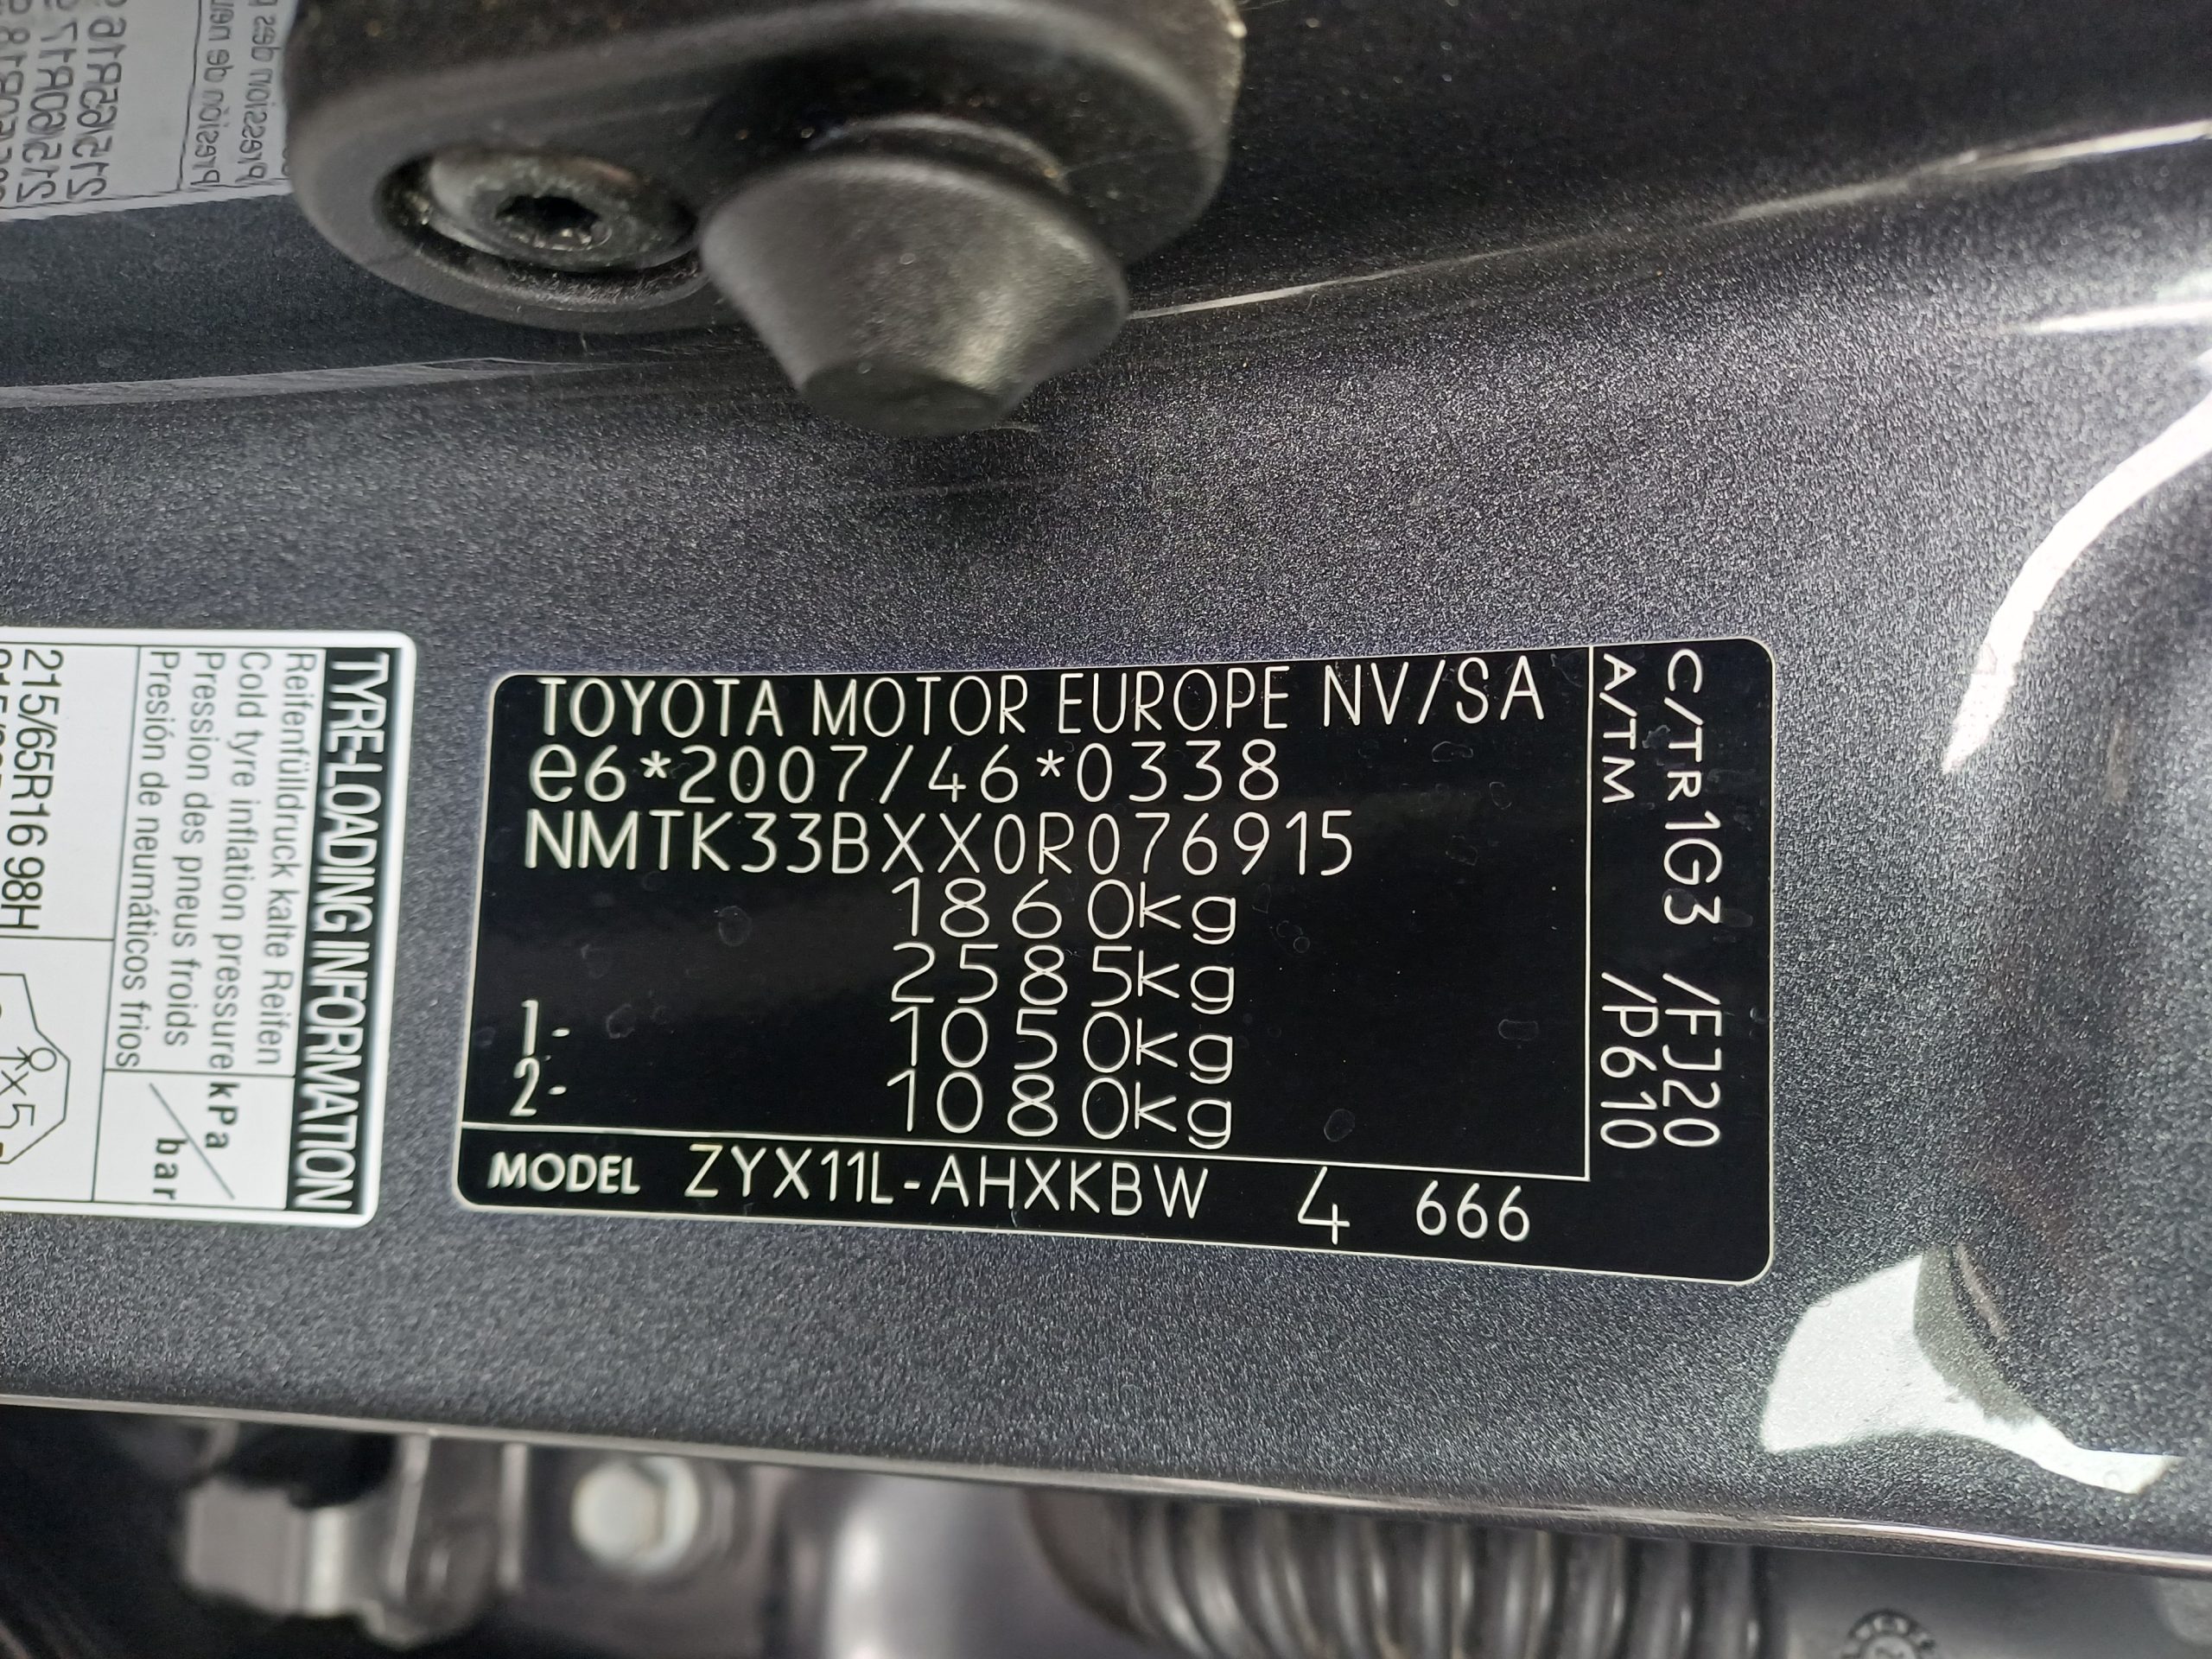 TOYOTA MOTOR EUROPE NV/SA
e6*2007/46*0338
NMTK33BXX0R076915
1860kg
2585kg
1- 1050kg
2- 1080kg
MODEL ZYX11L-AHXKBW 4 666
C/TR 1G3 /FJ20
A/TM /P610
TYRE-LOADING INFORMATION
Reifenfülldruck kalte Reifen
Cold tyre inflation pressure
Pression des pneus froids
Presión de neumáticos frios
kPa / bar
215/65R16 98H
x5